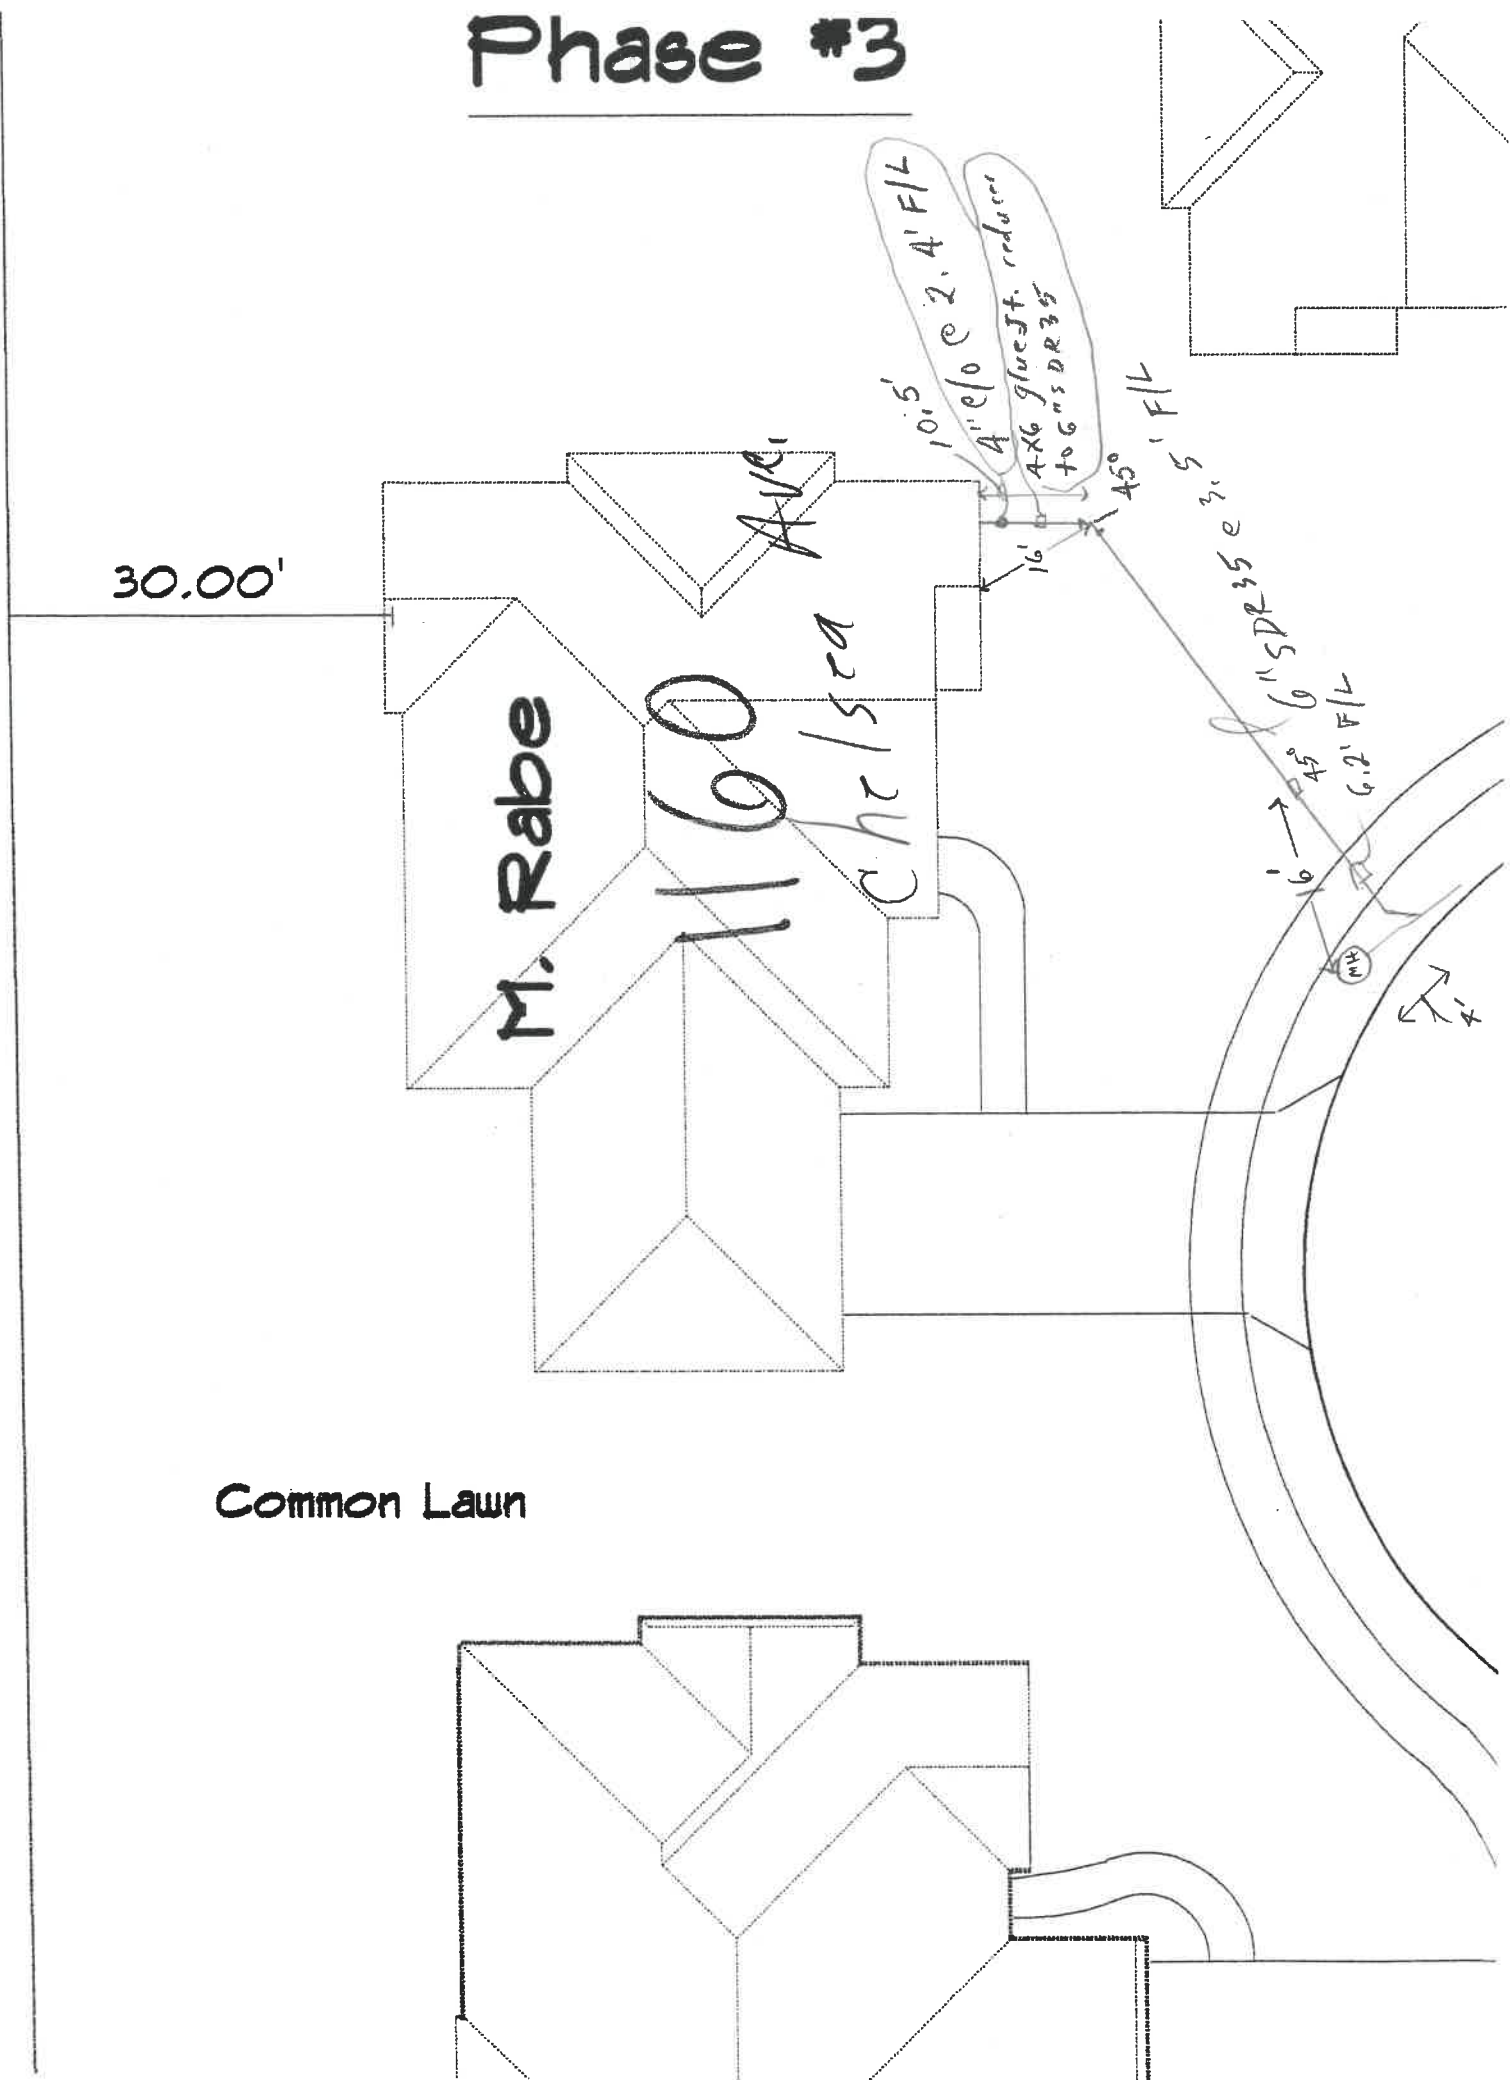 Phase #3
30.00'
M. Rabe
1160
Chelsea
Ave.
10.5'
4" c/o @ 2.4' F/L
4x6 glue jt. reducer
to 6" SDR35
45°
16'
6" SDR35 @ 3.5' F/L
45°
6.2' F/L
16'
MH
4'
Common Lawn